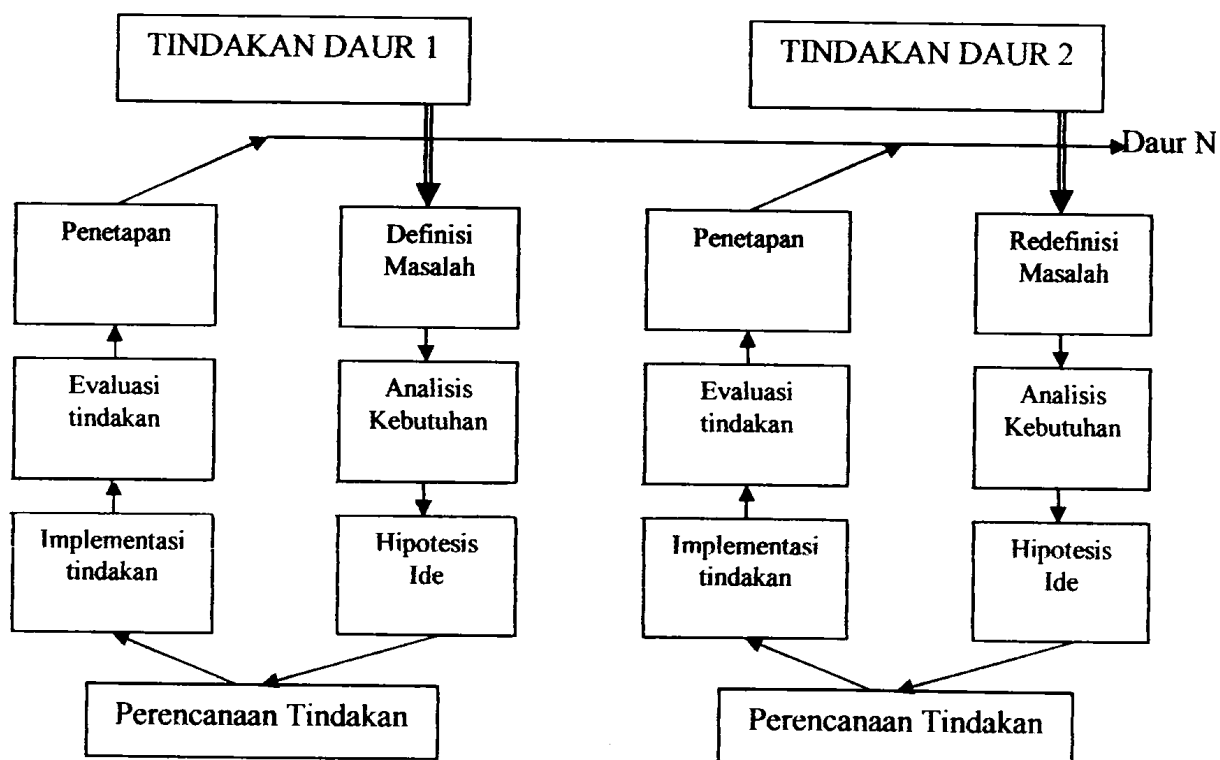 TINDAKAN DAUR 1
TINDAKAN DAUR 2
Daur N
Penetapan
Definisi
Masalah
Penetapan
Redefinisi
Masalah
Evaluasi
tindakan
Analisis
Kebutuhan
Evaluasi
tindakan
Analisis
Kebutuhan
Implementasi
tindakan
Hipotesis
Ide
Implementasi
tindakan
Hipotesis
Ide
Perencanaan Tindakan
Perencanaan Tindakan